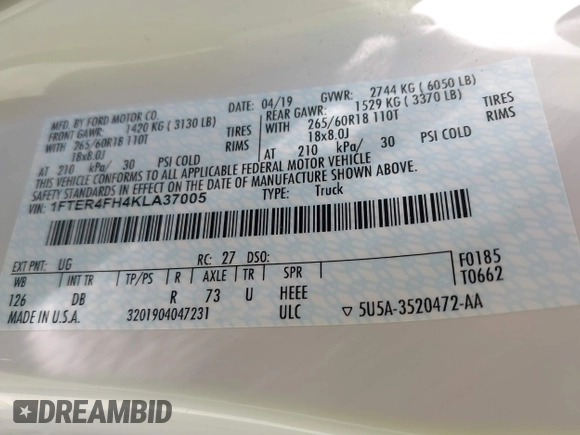 MFD. BY FORD MOTOR CO.
DATE: 04/19
GVWR: 2744 KG ( 6050 LB)
FRONT GAWR: 1420 KG ( 3130 LB)
REAR GAWR: 1529 KG ( 3370 LB)
WITH 265/60R18 110T TIRES
WITH 265/60R18 110T TIRES
18x8.0J RIMS
18x8.0J RIMS
AT 210 kPa/ 30 PSI COLD
AT 210 kPa/ 30 PSI COLD
THIS VEHICLE CONFORMS TO ALL APPLICABLE FEDERAL MOTOR VEHICLE
SAFETY STANDARDS IN EFFECT ON THE DATE OF MANUFACTURE SHOWN ABOVE.
VIN: 1FTER4FH4KLA37005
TYPE: Truck
EXT PNT: UG RC: 27 DSO: F0185
WB INT TR TP/PS R AXLE TR SPR T0662
126 DB R 73 U HEEE
MADE IN U.S.A. 3201904047231 ULC ▽ 5U5A-3520472-AA
DREAMBID